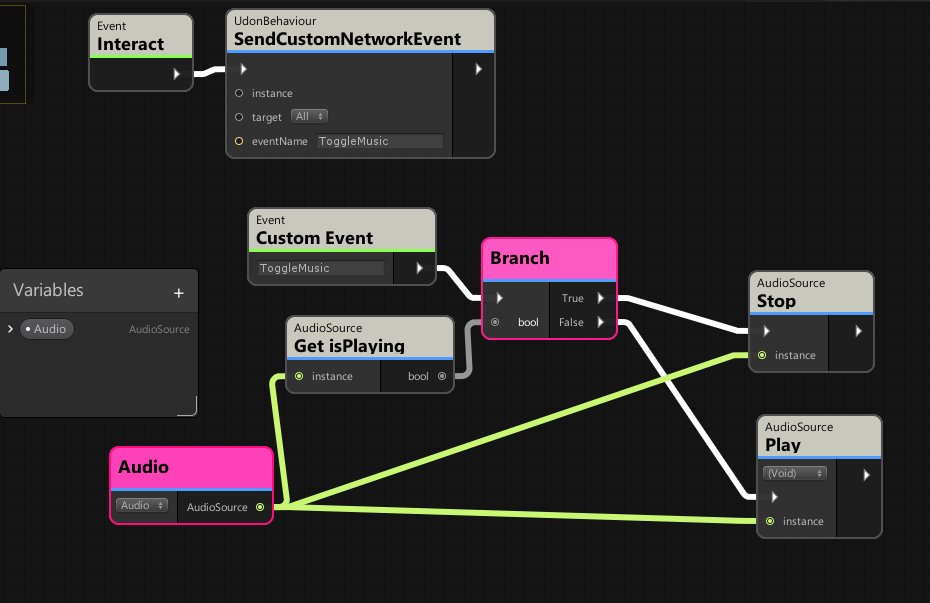 Event
Interact
UdonBehaviour
SendCustomNetworkEvent
instance
target All
eventName ToggleMusic
Event
Custom Event
ToggleMusic
Branch
True
bool False
Variables +
Audio AudioSource
AudioSource
Get isPlaying
instance bool
AudioSource
Stop
instance
Audio
Audio AudioSource
AudioSource
Play
(Void)
instance